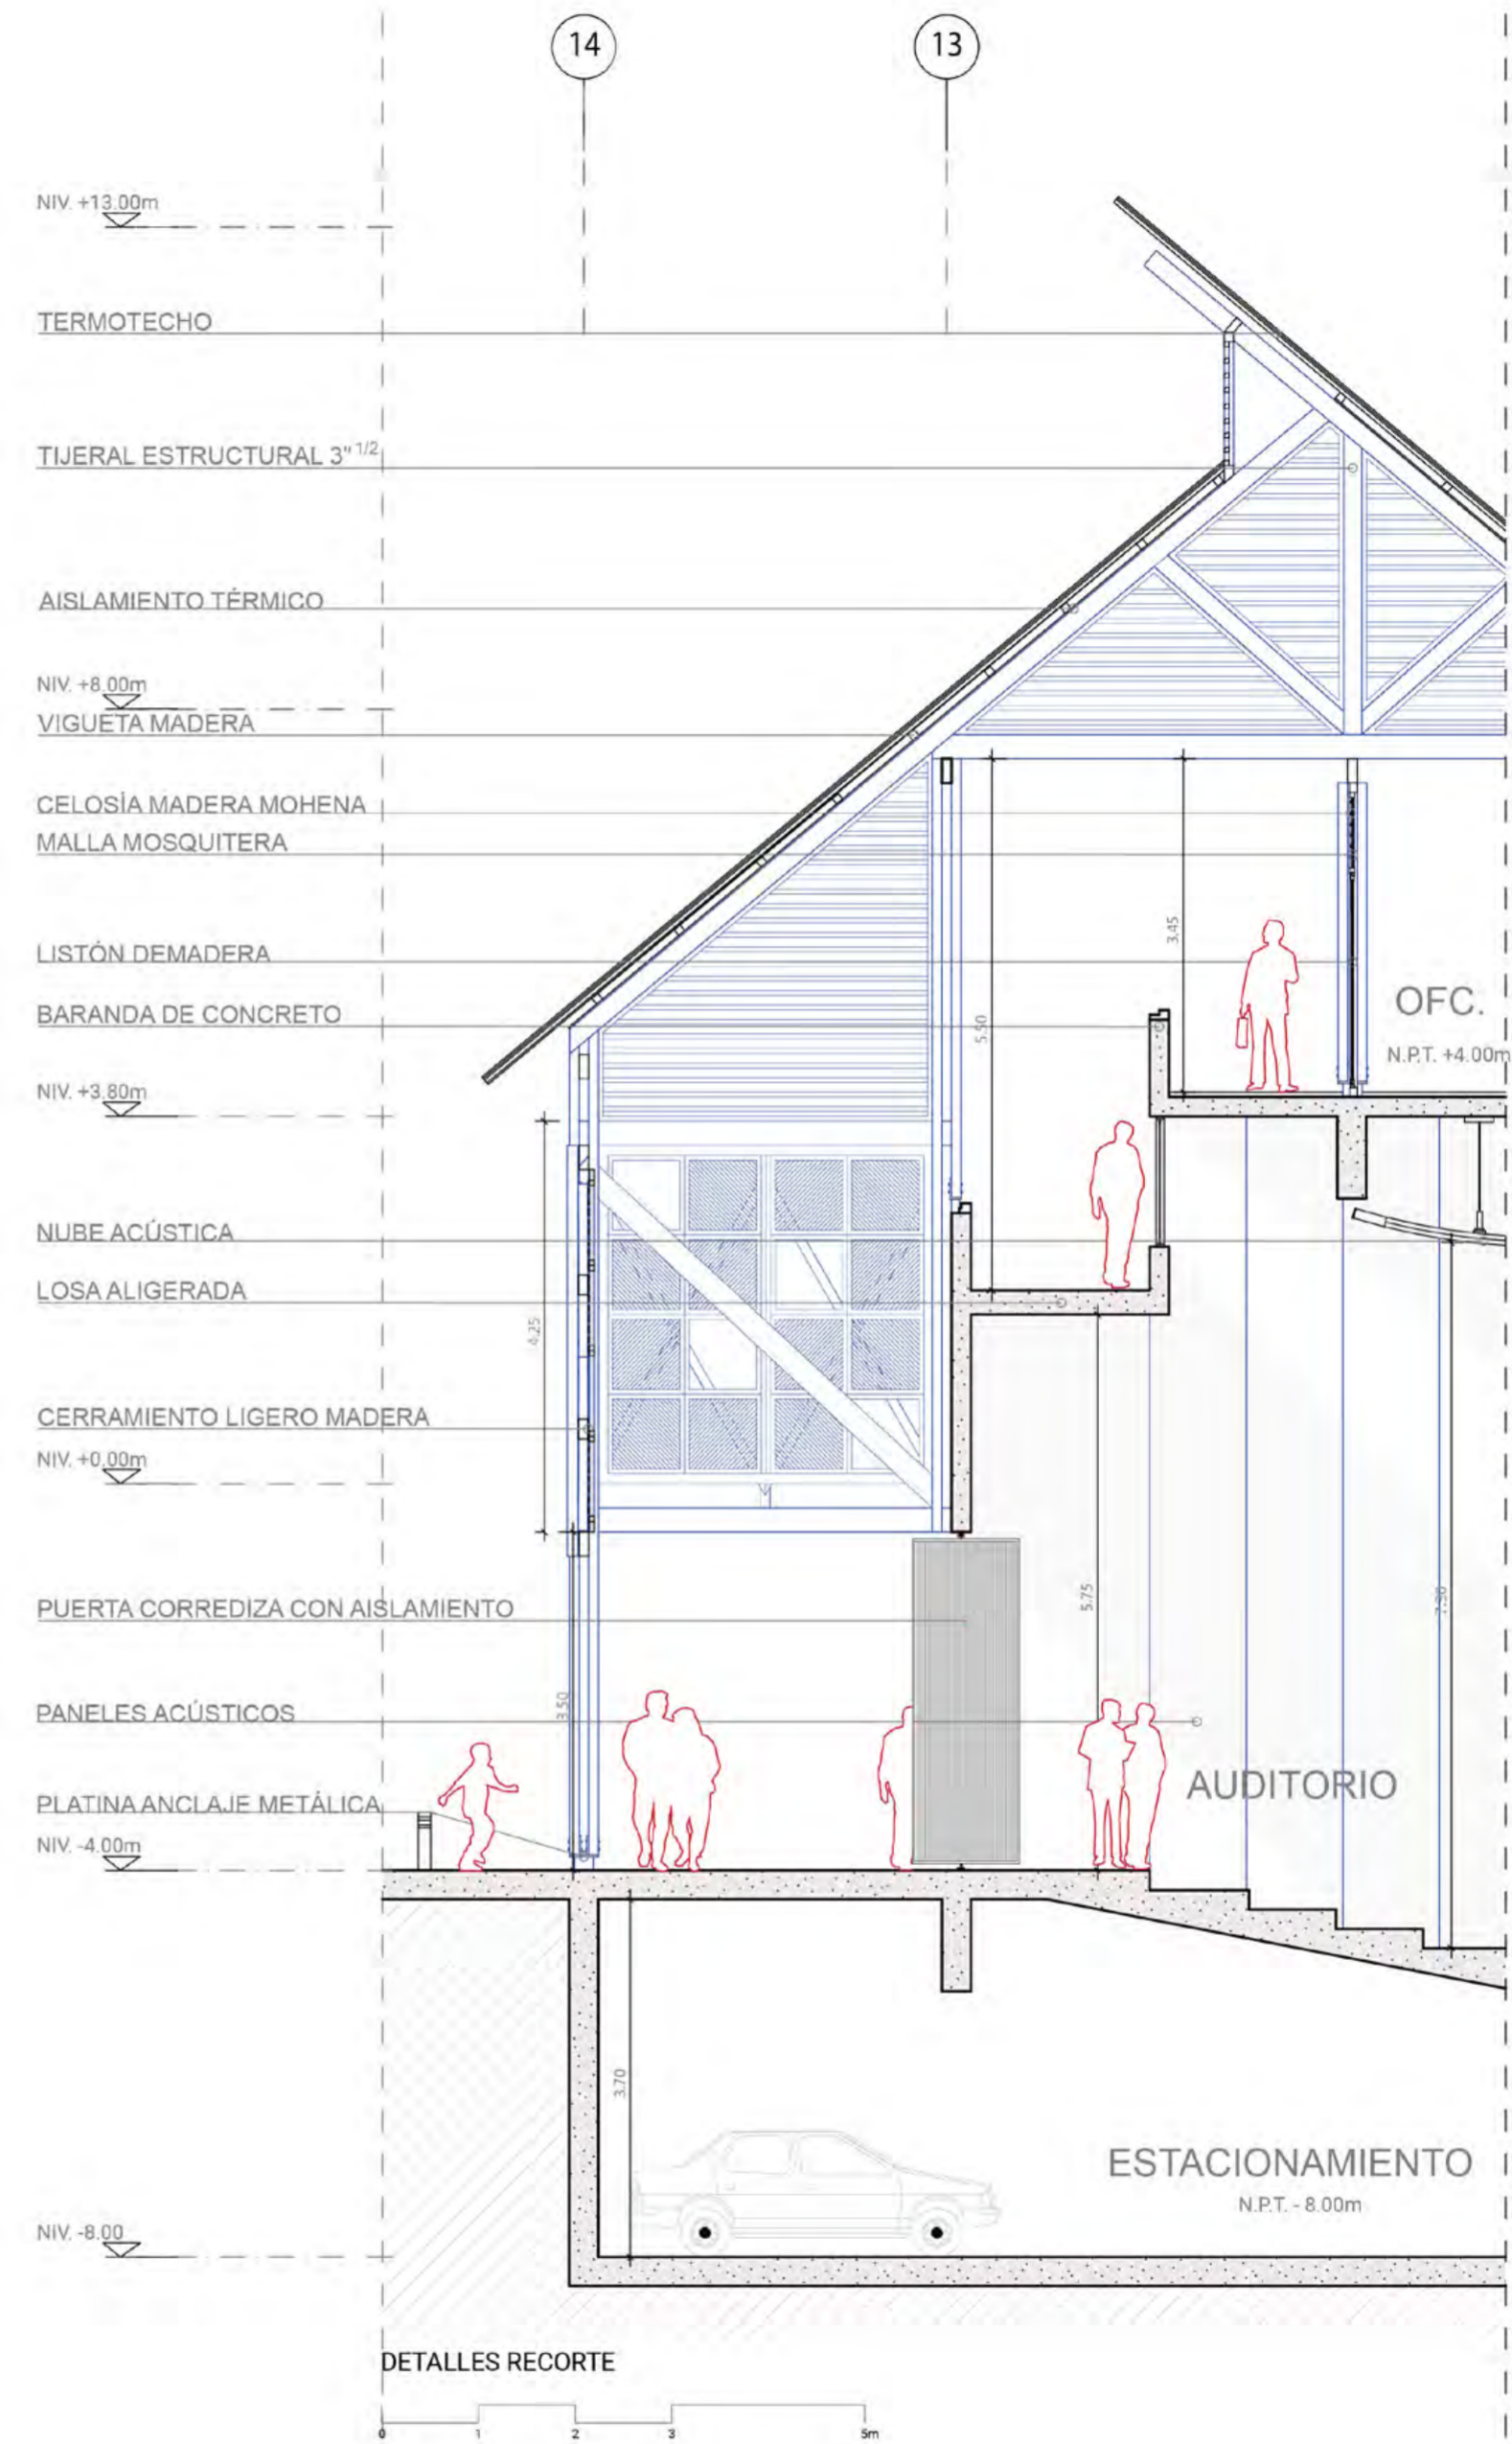 14
13
NIV. +13.00m
TERMOTECHO
TIJERAL ESTRUCTURAL 3" 1/2
AISLAMIENTO TÉRMICO
NIV. +8.00m
VIGUETA MADERA
CELOSÍA MADERA MOHENA
MALLA MOSQUITERA
3.45
LISTÓN DEMADERA
OFC.
BARANDA DE CONCRETO
5.50
N.P.T. +4.00m
NIV. +3.80m
NUBE ACÚSTICA
LOSA ALIGERADA
4.25
CERRAMIENTO LIGERO MADERA
NIV. +0.00m
PUERTA CORREDIZA CON AISLAMIENTO
5.75
3.50
PANELES ACÚSTICOS
AUDITORIO
PLATINA ANCLAJE METÁLICA
NIV. -4.00m
3.70
ESTACIONAMIENTO
N.P.T. - 8.00m
NIV. -8.00
DETALLES RECORTE
0 1 2 3 5m